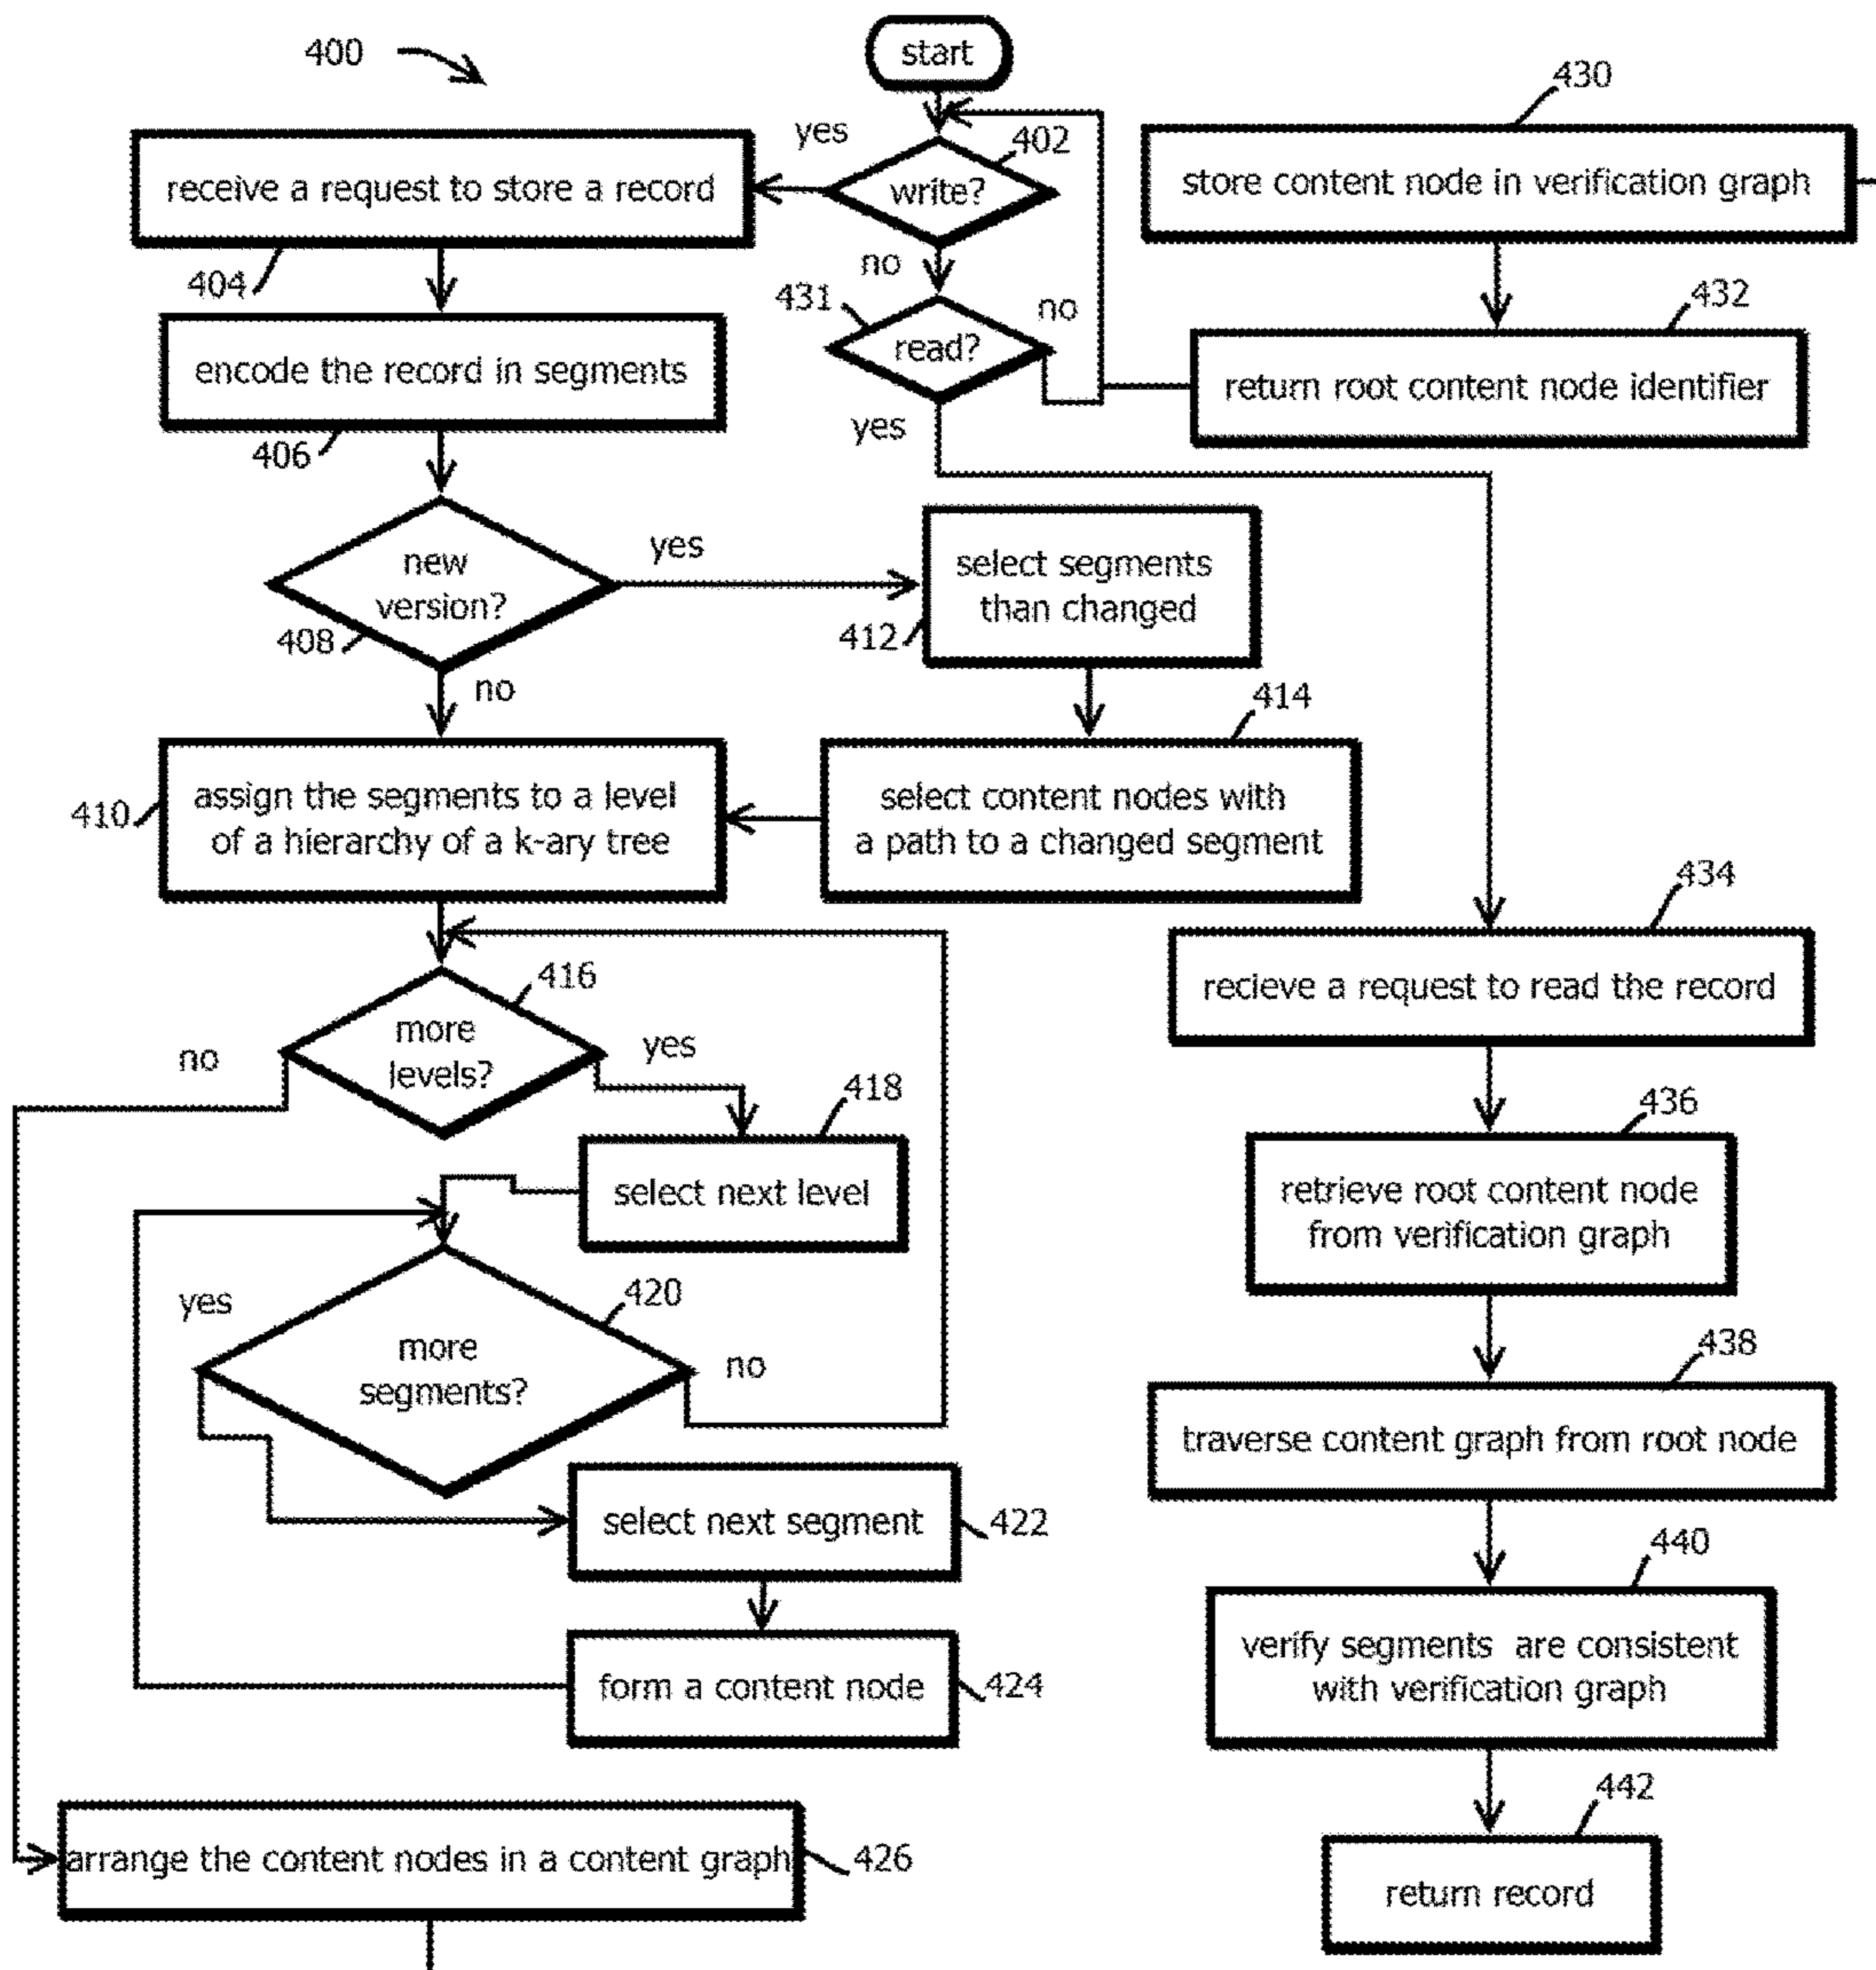 400
start
430
yes
402
receive a request to store a record
write?
store content node in verification graph
404
no
431
no
432
encode the record in segments
read?
return root content node identifier
406
yes
new
version?
408
yes
select segments
than changed
412
no
414
410
assign the segments to a level
of a hierarchy of a k-ary tree
select content nodes with
a path to a changed segment
434
416
recieve a request to read the record
more
levels?
no
yes
418
436
select next level
retrieve root content node
from verification graph
yes
420
more
segments?
no
438
traverse content graph from root node
select next segment
422
440
verify segments are consistent
with verification graph
form a content node
424
442
arrange the content nodes in a content graph
426
return record